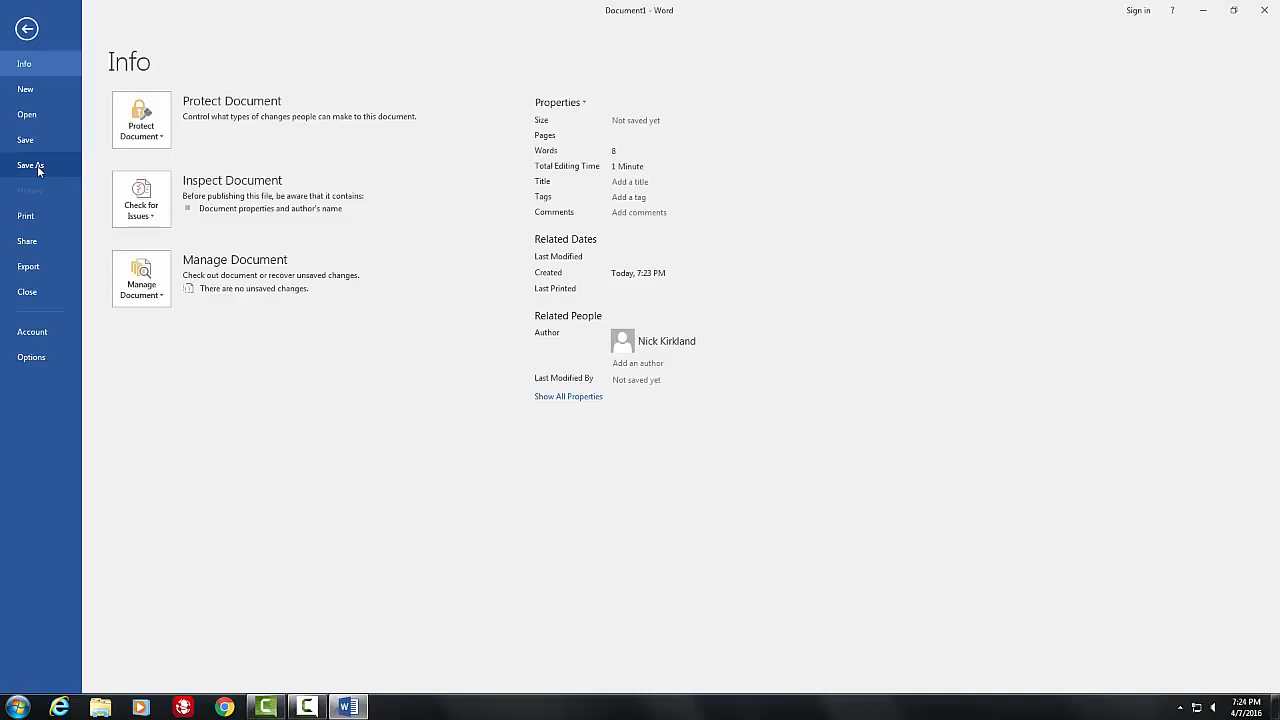 Document1 - Word
Sign in
?
Info
New
Open
Save
Save As
History
Print
Share
Export
Close
Account
Options
Info
Protect Document
Protect Document
Control what types of changes people can make to this document.
Check for Issues
Inspect Document
Before publishing this file, be aware that it contains:
Document properties and author's name
Manage Document
Manage Document
Check out document or recover unsaved changes.
There are no unsaved changes.
Properties
Size Not saved yet
Pages
Words 8
Total Editing Time 1 Minute
Title Add a title
Tags Add a tag
Comments Add comments
Related Dates
Last Modified
Created Today, 7:23 PM
Last Printed
Related People
Author Nick Kirkland
Add an author
Last Modified By Not saved yet
Show All Properties
7:24 PM
4/7/2016